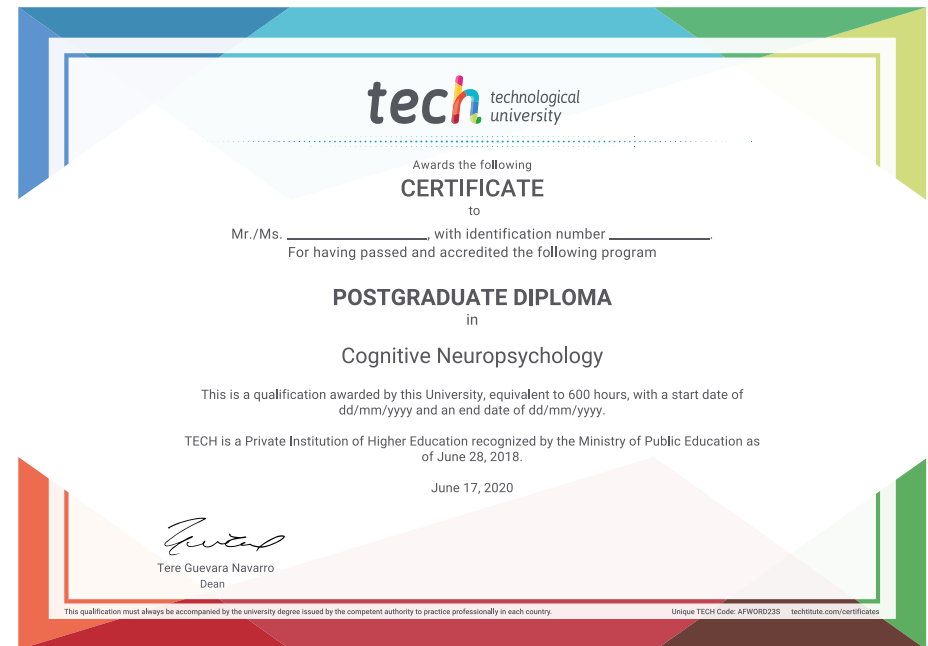 tech technological
university
Awards the following
CERTIFICATE
to
Mr./Ms. ____________________, with identification number ______________.
For having passed and accredited the following program
POSTGRADUATE DIPLOMA
in
Cognitive Neuropsychology
This is a qualification awarded by this University, equivalent to 600 hours, with a start date of
dd/mm/yyyy and an end date of dd/mm/yyyy.
TECH is a Private Institution of Higher Education recognized by the Ministry of Public Education as
of June 28, 2018.
June 17, 2020
Tere Guevara Navarro
Dean
This qualification must always be accompanied by the university degree issued by the competent authority to practice professionally in each country.
Unique TECH Code: AFWORD23S techtitute.com/certificates